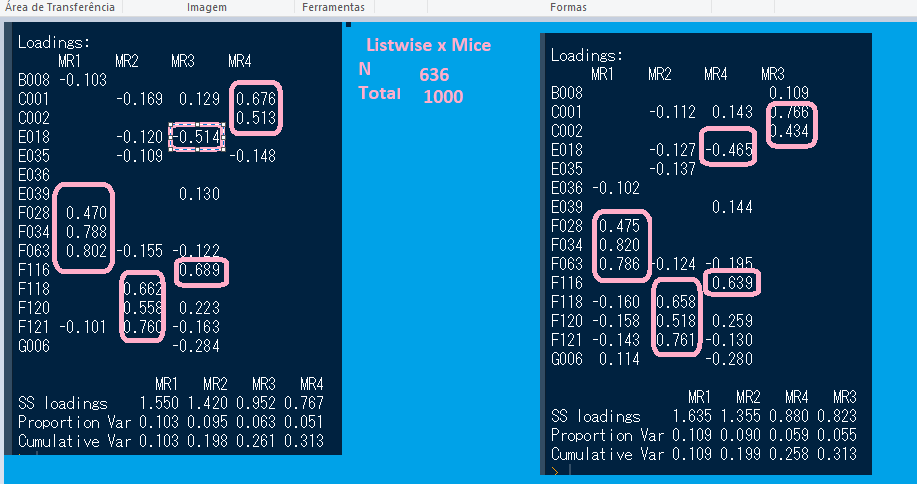 Área de Transferência Imagem Ferramentas Formas
Loadings:
MR1 MR2 MR3 MR4
B008 -0.103
C001 -0.169 0.129 0.676
C002 0.513
E018 -0.120 -0.514
E035 -0.109 -0.148
E036
E039 0.130
F028 0.470
F034 0.788
F063 0.802 -0.155 -0.122
F116 0.689
F118 0.662
F120 0.558 0.223
F121 -0.101 0.760 -0.163
G006 -0.284
MR1 MR2 MR3 MR4
SS loadings 1.550 1.420 0.952 0.767
Proportion Var 0.103 0.095 0.063 0.051
Cumulative Var 0.103 0.198 0.261 0.313
Listwise x Mice
N 636
Total 1000
Loadings:
MR1 MR2 MR4 MR3
B008 0.109
C001 -0.112 0.143 0.766
C002 0.434
E018 -0.127 -0.465
E035 -0.137
E036 -0.102
E039 0.144
F028 0.475
F034 0.820
F063 0.786 -0.124 -0.195
F116 0.639
F118 -0.160 0.658
F120 -0.158 0.518 0.259
F121 -0.143 0.761 -0.130
G006 0.114 -0.280
MR1 MR2 MR4 MR3
SS loadings 1.635 1.355 0.880 0.823
Proportion Var 0.109 0.090 0.059 0.055
Cumulative Var 0.109 0.199 0.258 0.313
>